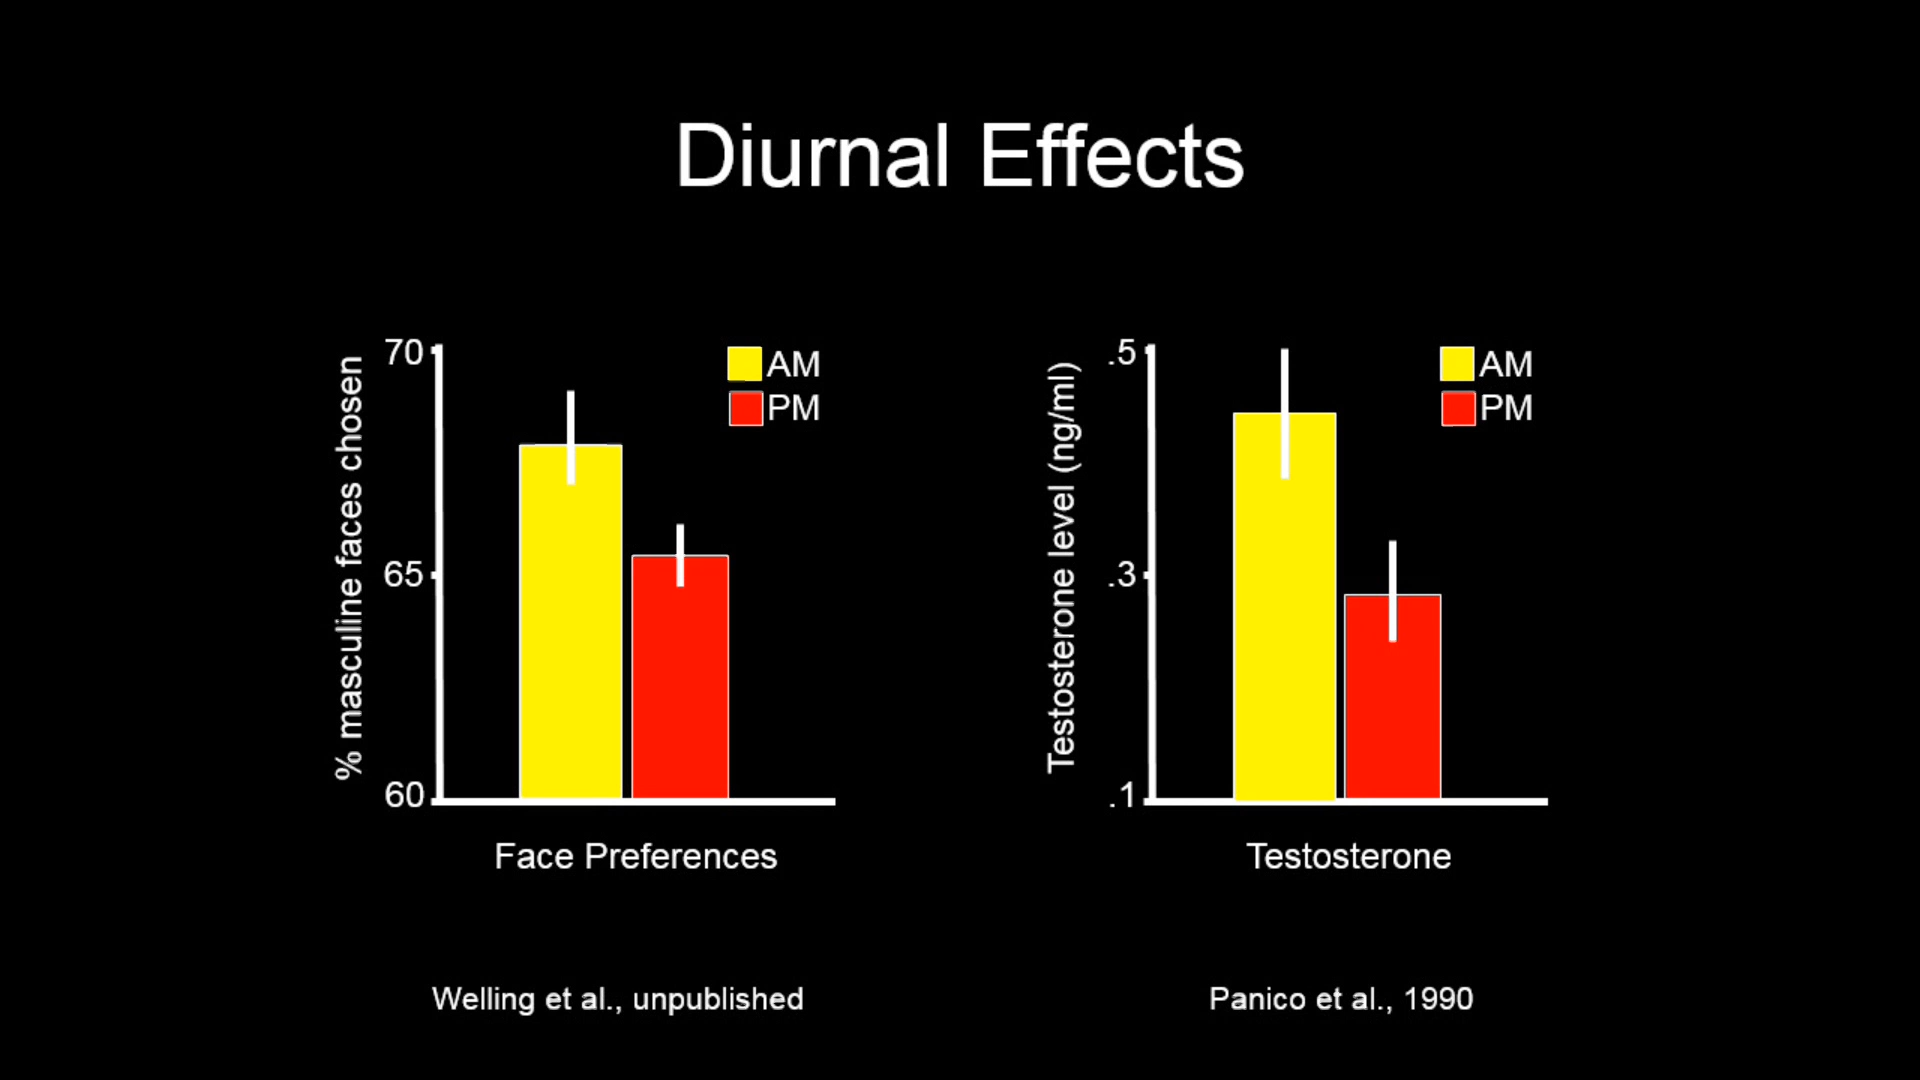 Diurnal Effects
% masculine faces chosen
70
65
60
AM
PM
Face Preferences
Welling et al., unpublished
Testosterone level (ng/ml)
.5
.3
.1
AM
PM
Testosterone
Panico et al., 1990